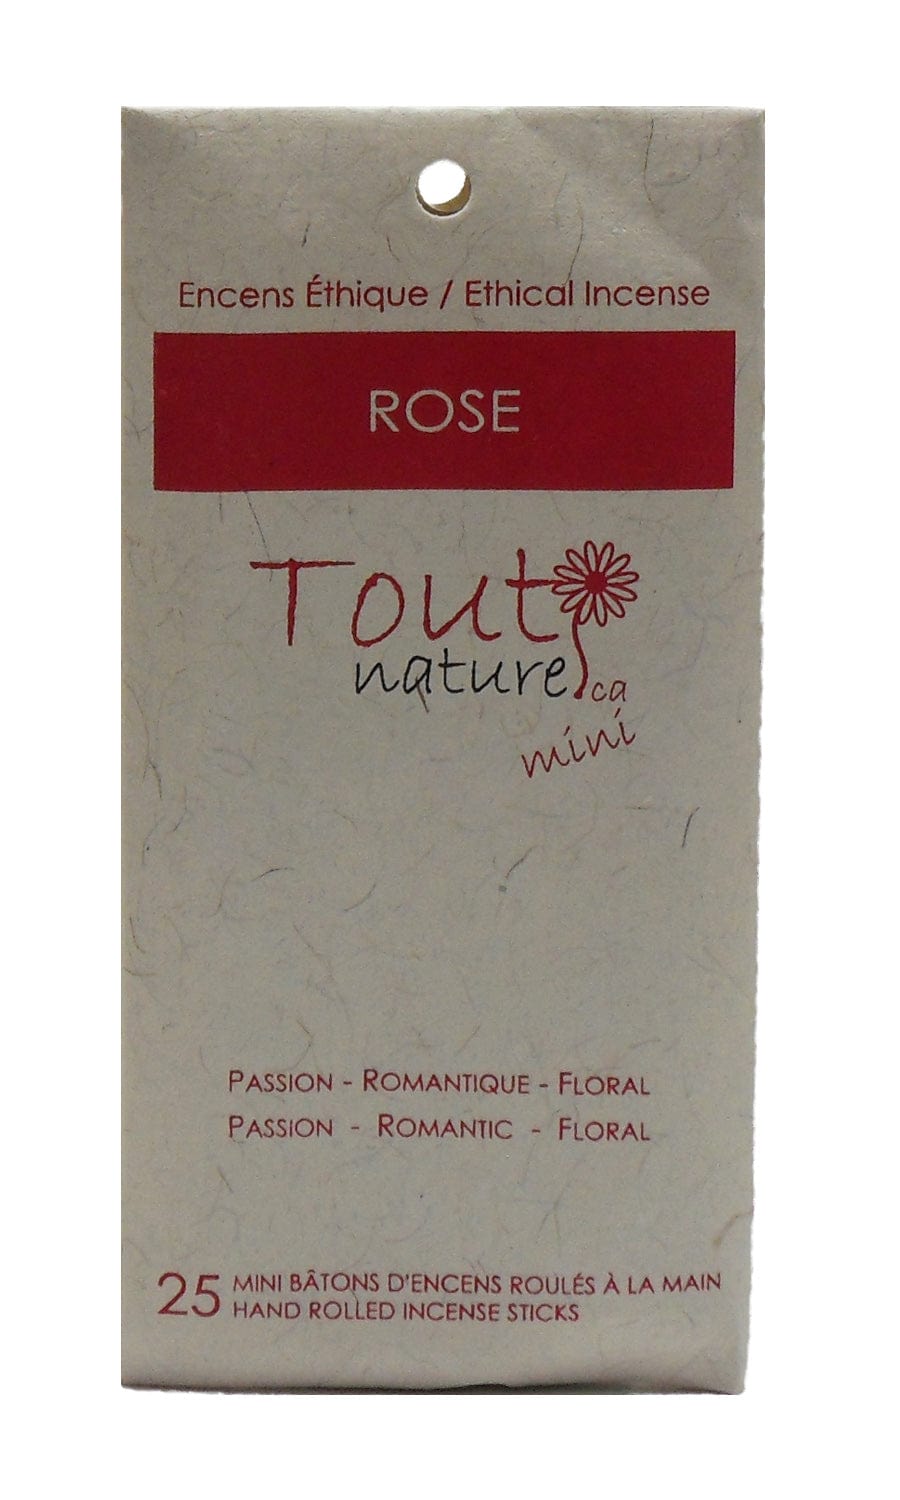 Encens Éthique / Ethical Incense
ROSE
Tout
nature.ca
mini
PASSION - ROMANTIQUE - FLORAL
PASSION - ROMANTIC - FLORAL
25 MINI BÂTONS D'ENCENS ROULÉS À LA MAIN
HAND ROLLED INCENSE STICKS